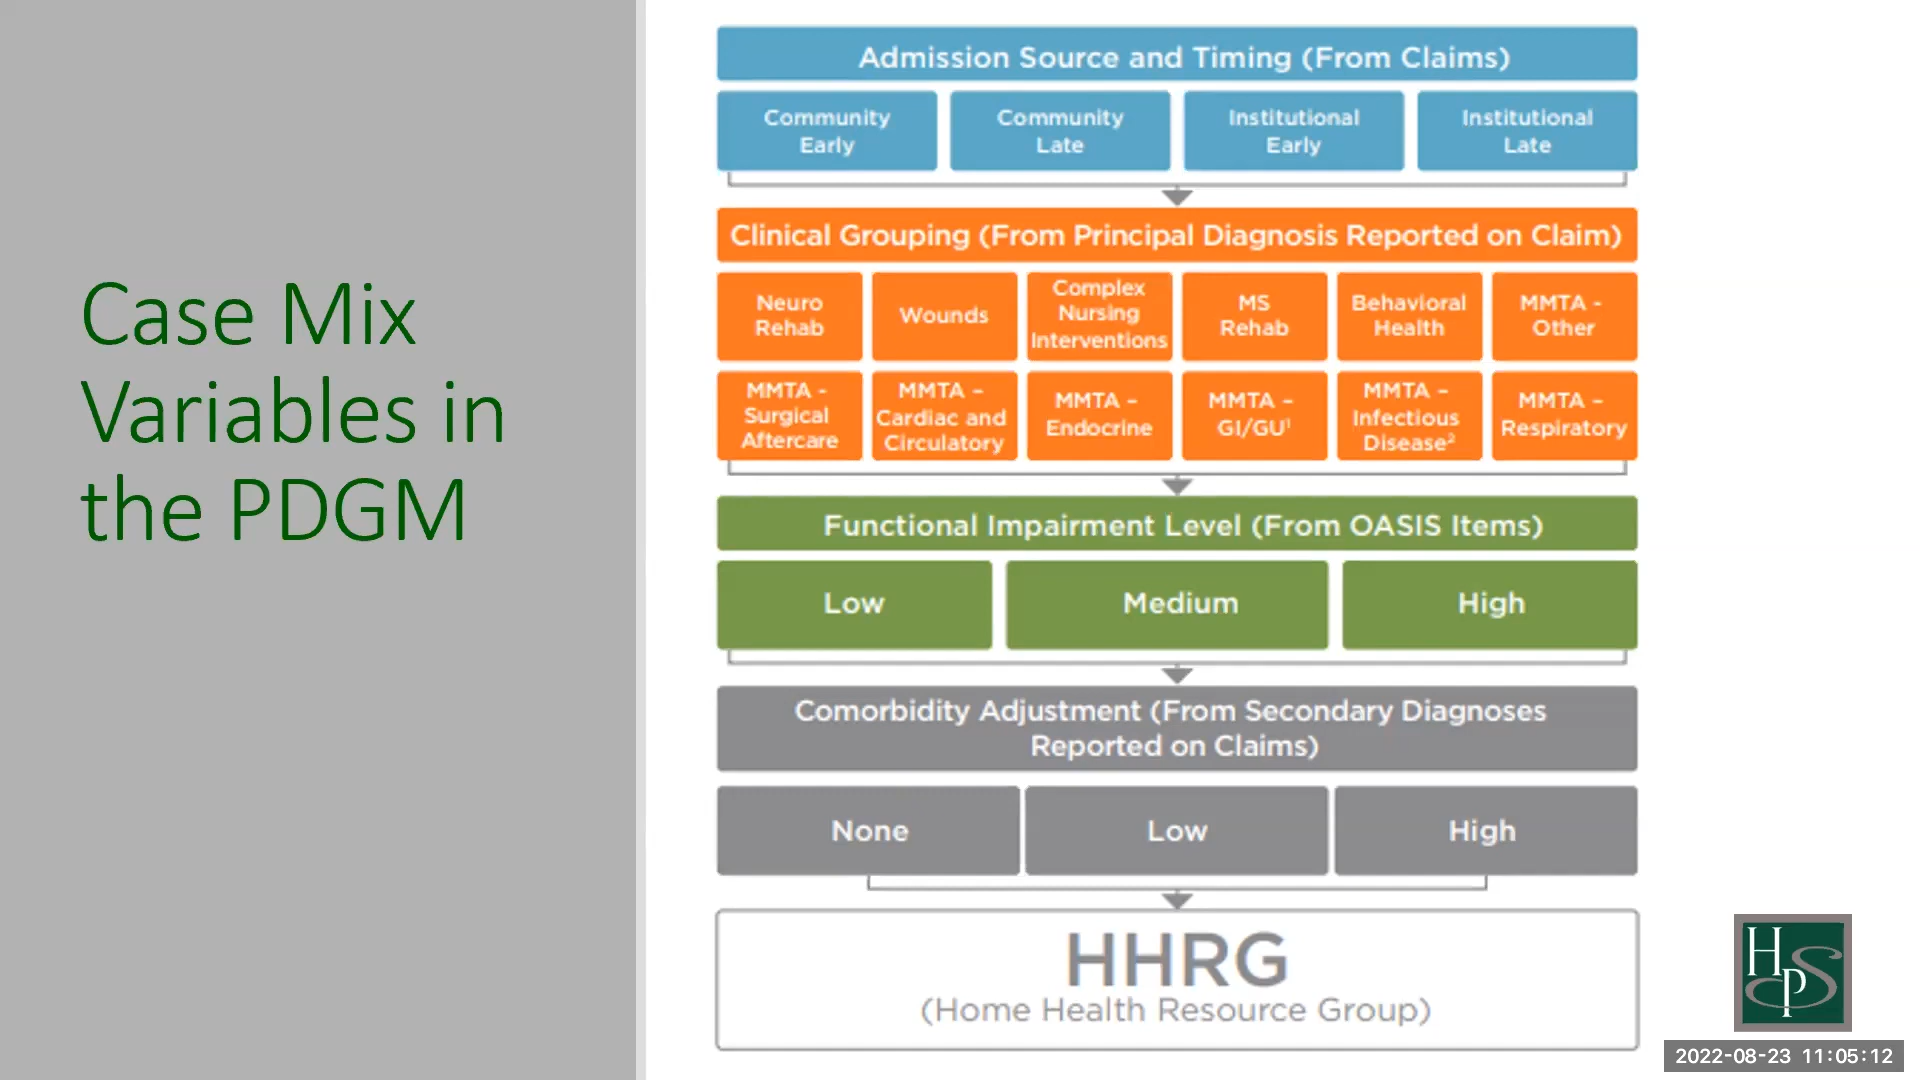 Case Mix
Variables in
the PDGM
Admission Source and Timing (From Claims)
Community
Early
Community
Late
Institutional
Early
Institutional
Late
Clinical Grouping (From Principal Diagnosis Reported on Claim)
Neuro
Rehab
Wounds
Complex
Nursing
Interventions
MS
Rehab
Behavioral
Health
MMTA -
Other
MMTA -
Surgical
Aftercare
MMTA –
Cardiac and
Circulatory
MMTA –
Endocrine
MMTA –
GI/GU¹
MMTA –
Infectious
Disease²
MMTA –
Respiratory
Functional Impairment Level (From OASIS Items)
Low
Medium
High
Comorbidity Adjustment (From Secondary Diagnoses
Reported on Claims)
None
Low
High
HHRG
(Home Health Resource Group)
HPS
2022-08-23 11:05:12